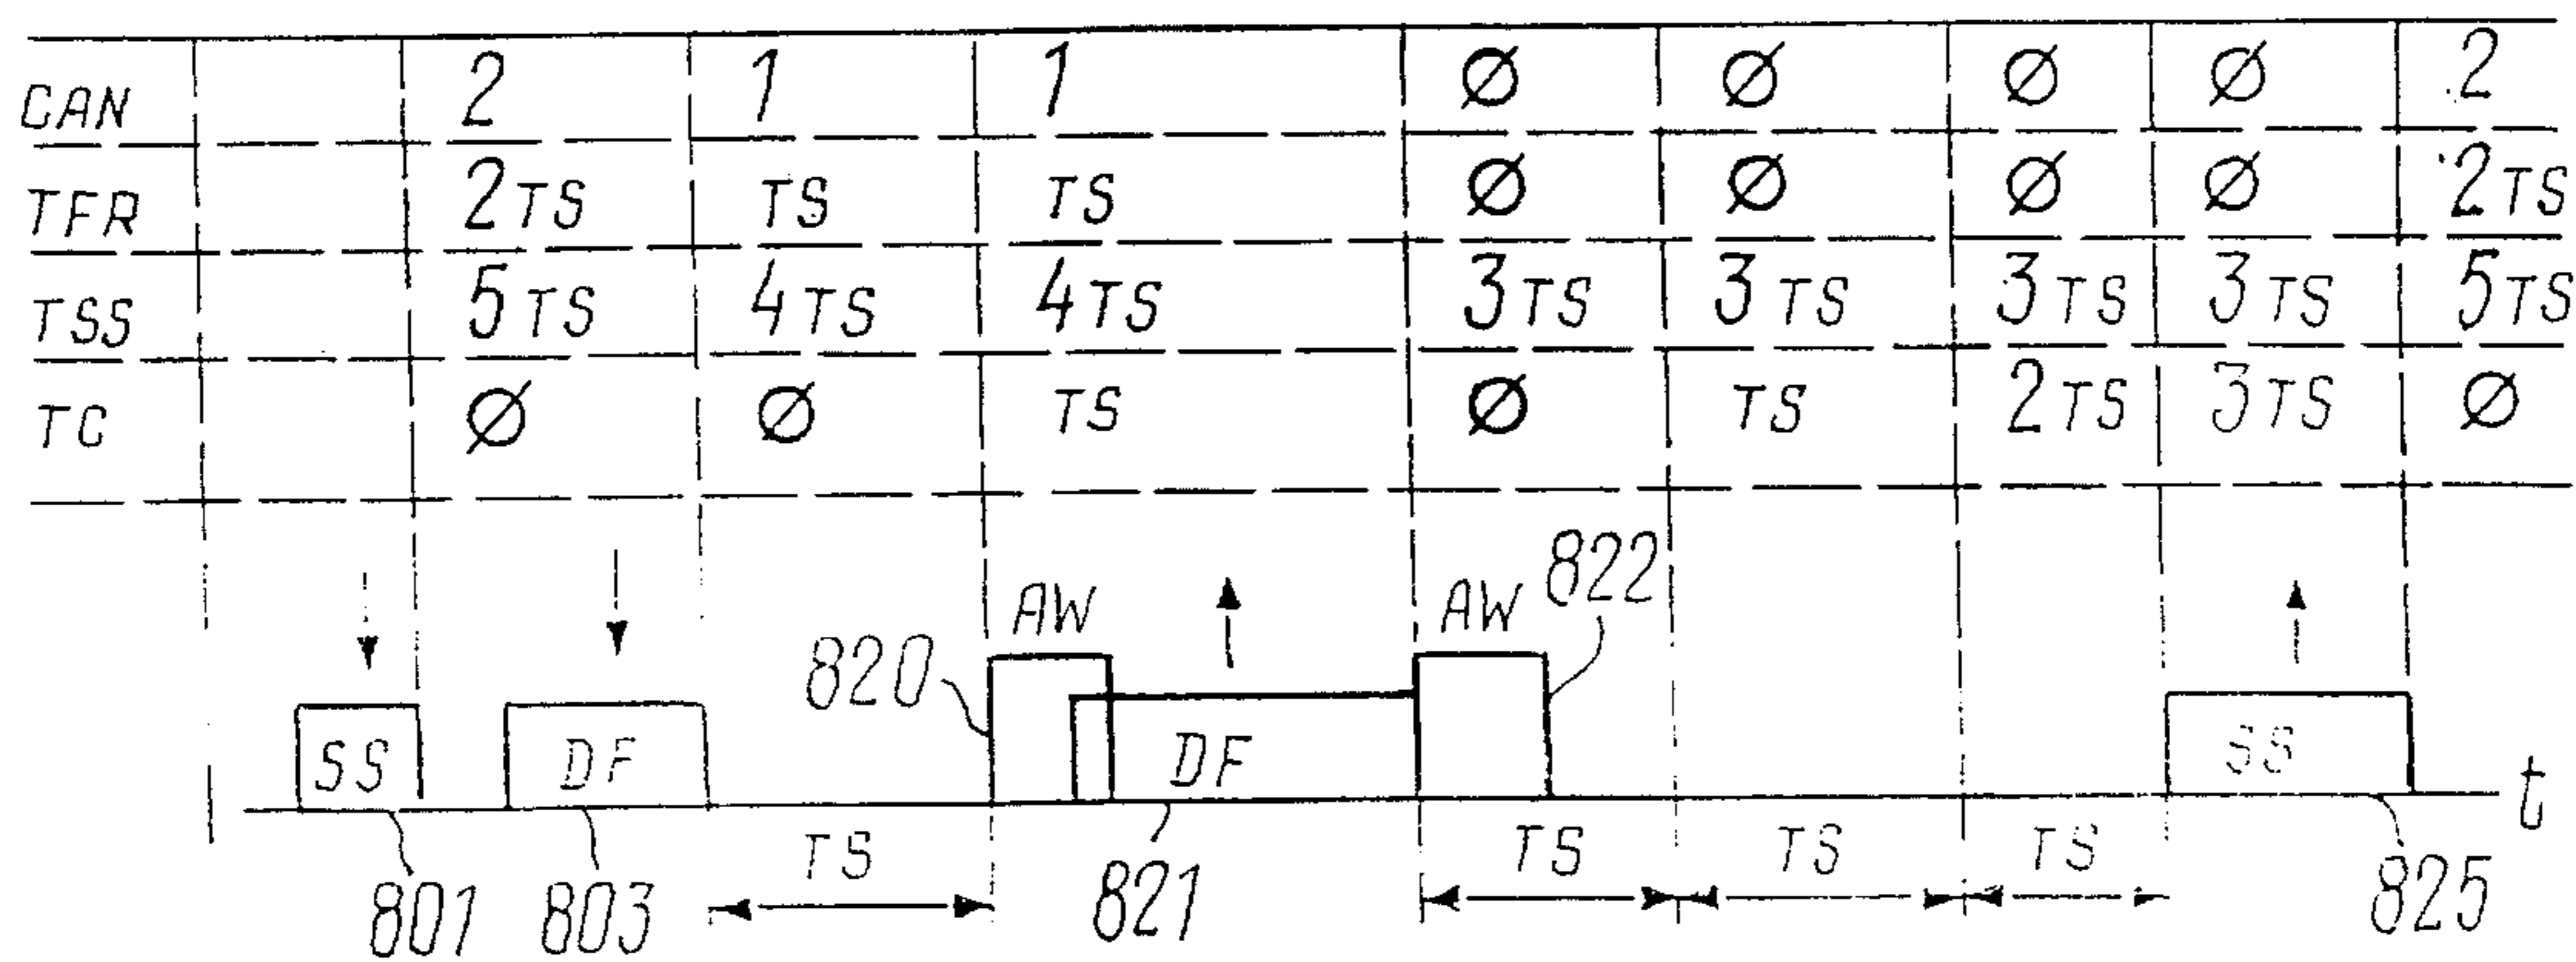 CAN 2 1 1 Ø Ø Ø Ø 2
TFR 2TS TS TS Ø Ø Ø Ø 2TS
TSS 5TS 4TS 4TS 3TS 3TS 3TS 3TS 5TS
TC Ø Ø TS Ø TS 2TS 3TS Ø
AW AW 822
820
SS DF DF SS t
TS TS TS TS
801 803 821 825